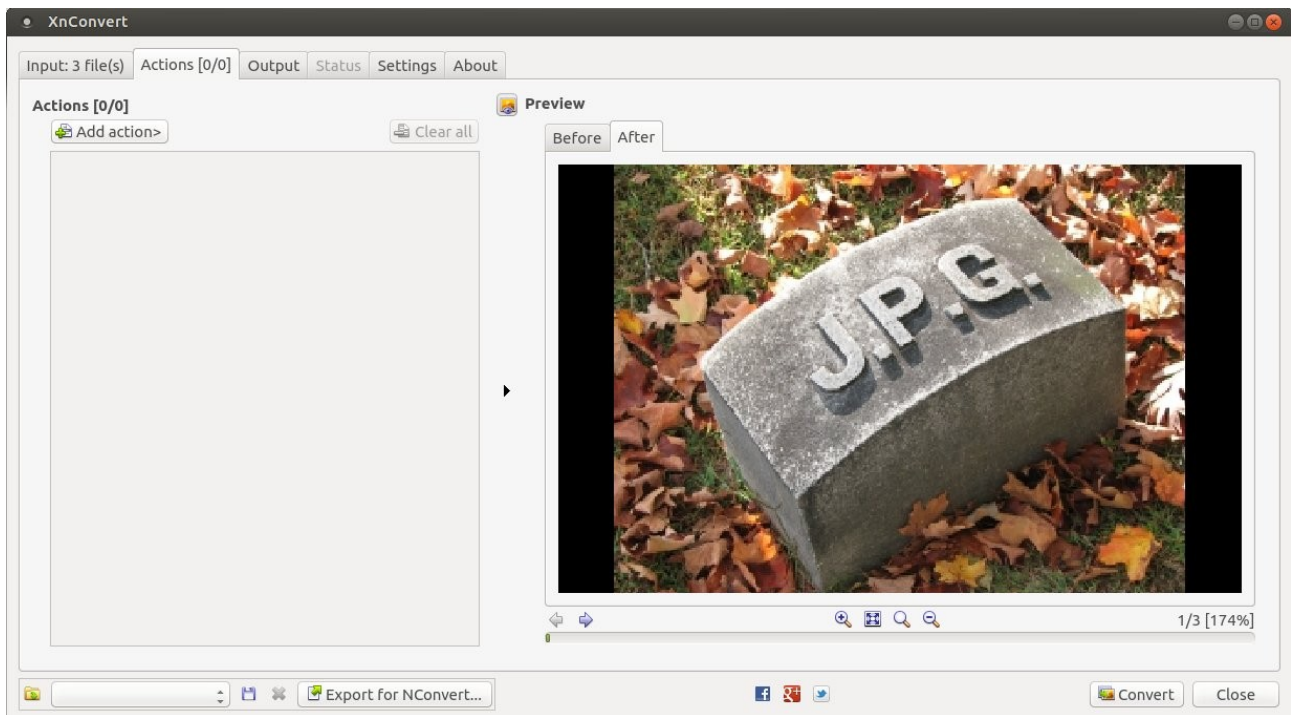 XnConvert
Input: 3 file(s) Actions [0/0] Output Status Settings About
Actions [0/0] Preview
Add action> Clear all
Before After
J.P.G.
1/3 [174%]
Export for NConvert... Convert Close